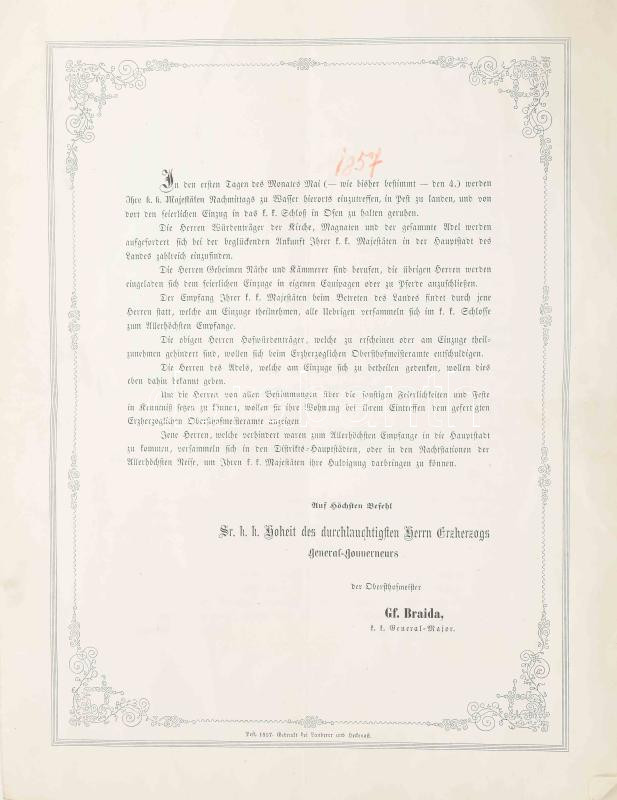 1857
In den ersten Tagen des Monates Mai (— wie bisher bestimmt — den 4.) werden
Ihre k. k. Majestäten Nachmittags zu Wasser hierorts einzutreffen, in Pest zu landen, und von
dort den feierlichen Einzug in das k. k. Schloß in Ofen zu halten geruhen.
Die Herren Würdenträger der Kirche, Magnaten und der gesammte Adel werden
aufgefordert sich bei der beglückenden Ankunft Ihrer k. k. Majestäten in der Hauptstadt des
Landes zahlreich einzufinden.
Die Herren Geheimen Räthe und Kämmerer sind berufen, die übrigen Herren werden
eingeladen sich dem feierlichen Einzuge in eigenen Equipagen oder zu Pferde anzuschließen.
Der Empfang Ihrer k. k. Majestäten beim Betreten des Landes findet durch jene
Herren statt, welche am Einzuge theilnehmen, alle Uebrigen versammeln sich im k. k. Schlosse
zum Allerhöchsten Empfange.
Die obigen Herren Hofwürdenträger, welche zu erscheinen oder am Einzuge theil-
zunehmen gehindert sind, wollen sich beim Erzherzoglichen Obersthofmeisteramte entschuldigen.
Die Herren des Adels, welche am Einzuge sich zu betheilen gedenken, wollen dies
eben dahin bekannt geben.
Um die Herren von allen Bestimmungen über die sonstigen Feierlichkeiten und Feste
in Kenntniß setzen zu können, wollen sie ihre Wohnung bei ihrem Eintreffen dem gefertigten
Erzherzoglichen Obersthofmeisteramte anzeigen.
Jene Herren, welche verhindert waren zum Allerhöchsten Empfange in die Hauptstadt
zu kommen, versammeln sich in den Distrikts-Hauptstädten, oder in den Nachtstationen der
Allerhöchsten Reise, um Ihren k. k. Majestäten ihre Huldigung darbringen zu können.
Auf Höchsten Befehl
Sr. k. k. Hoheit des durchlauchtigsten Herrn Erzherzogs
General-Gouverneurs
der Obersthofmeister
Gf. Braida,
k. k. General-Major.
Pest, 1857. Gedruckt bei Landerer und Heckenast.